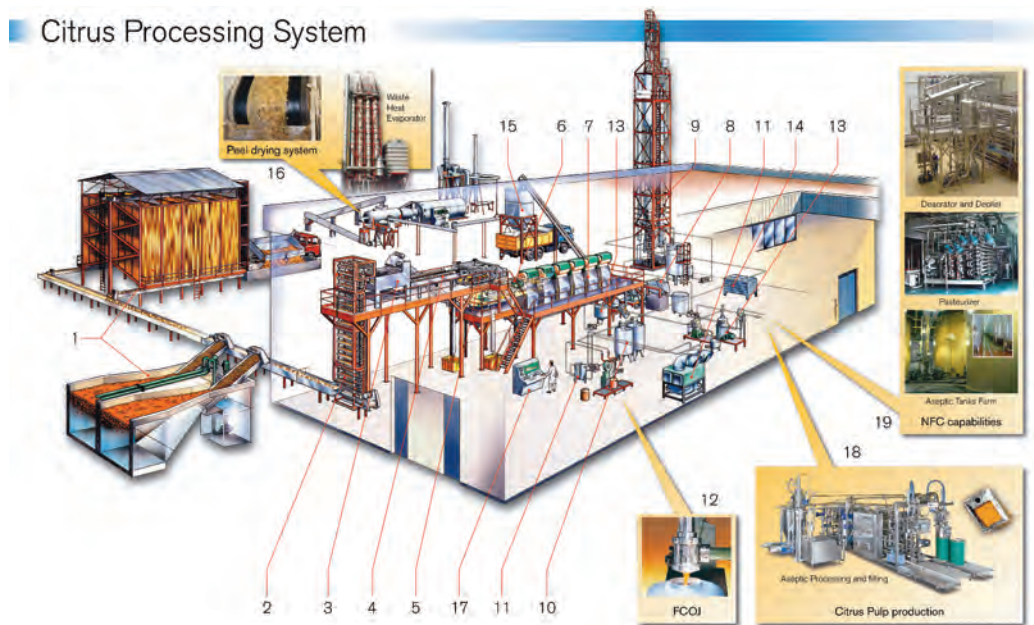 Citrus Processing System
Waste
Heat
Evaporator
Peel drying system
16
15
6
7
13
9
8
11
14
13
Deaerator and Deoiler
Pasteurizer
Aseptic Tanks Farm
NFC capabilities
1
19
18
12
2
3
4
5
17
11
10
FCOJ
Aseptic Processing and filling
Citrus Pulp production